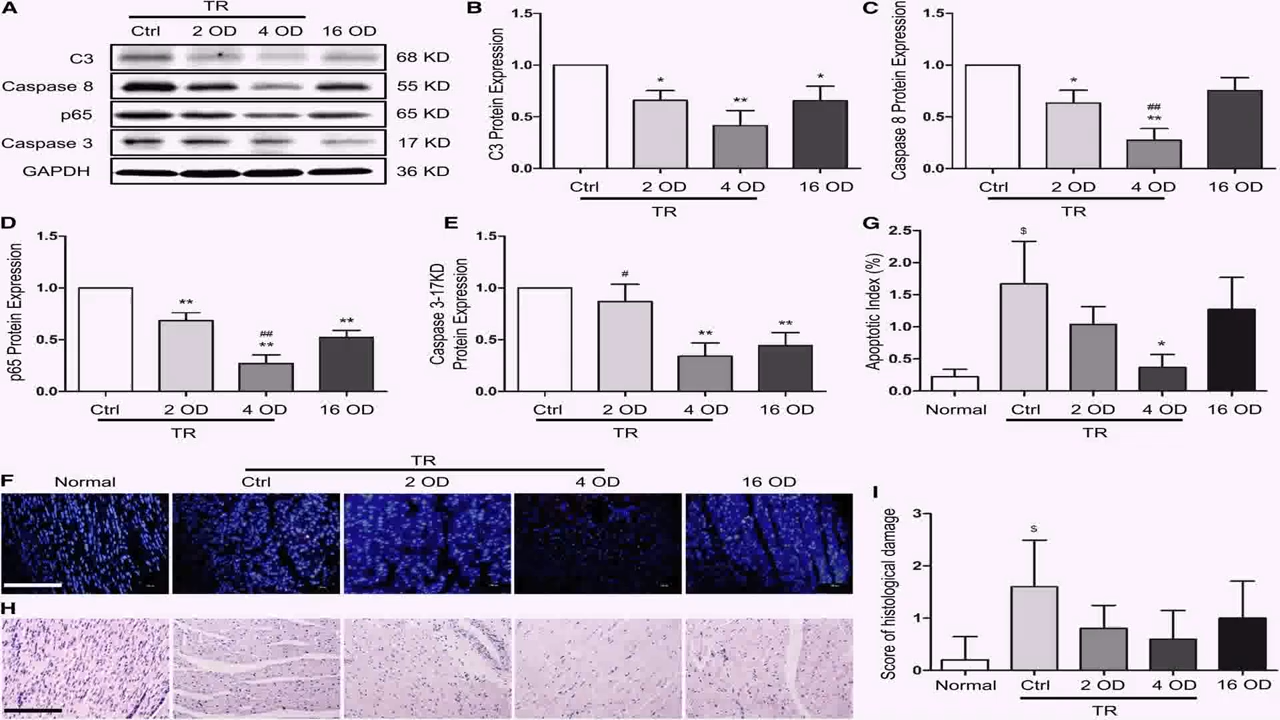 A
TR
Ctrl 2 OD 4 OD 16 OD
C3 68 KD
Caspase 8 55 KD
p65 65 KD
Caspase 3 17 KD
GAPDH 36 KD
B
C3 Protein Expression
1.5
1.0
0.5
0.0
*
**
*
Ctrl 2 OD 4 OD 16 OD
TR
C
Caspase 8 Protein Expression
1.5
1.0
0.5
0.0
*
##
**
Ctrl 2 OD 4 OD 16 OD
TR
D
p65 Protein Expression
1.5
1.0
0.5
0.0
**
##
**
**
Ctrl 2 OD 4 OD 16 OD
TR
E
Caspase 3-17KD
Protein Expression
1.5
1.0
0.5
0.0
#
**
**
Ctrl 2 OD 4 OD 16 OD
TR
G
Apoptotic Index (%)
2.5
2.0
1.5
1.0
0.5
0.0
$
*
Normal Ctrl 2 OD 4 OD 16 OD
TR
TR
F
Normal Ctrl 2 OD 4 OD 16 OD
H
I
Score of histological damage
3
2
1
0
$
Normal Ctrl 2 OD 4 OD 16 OD
TR